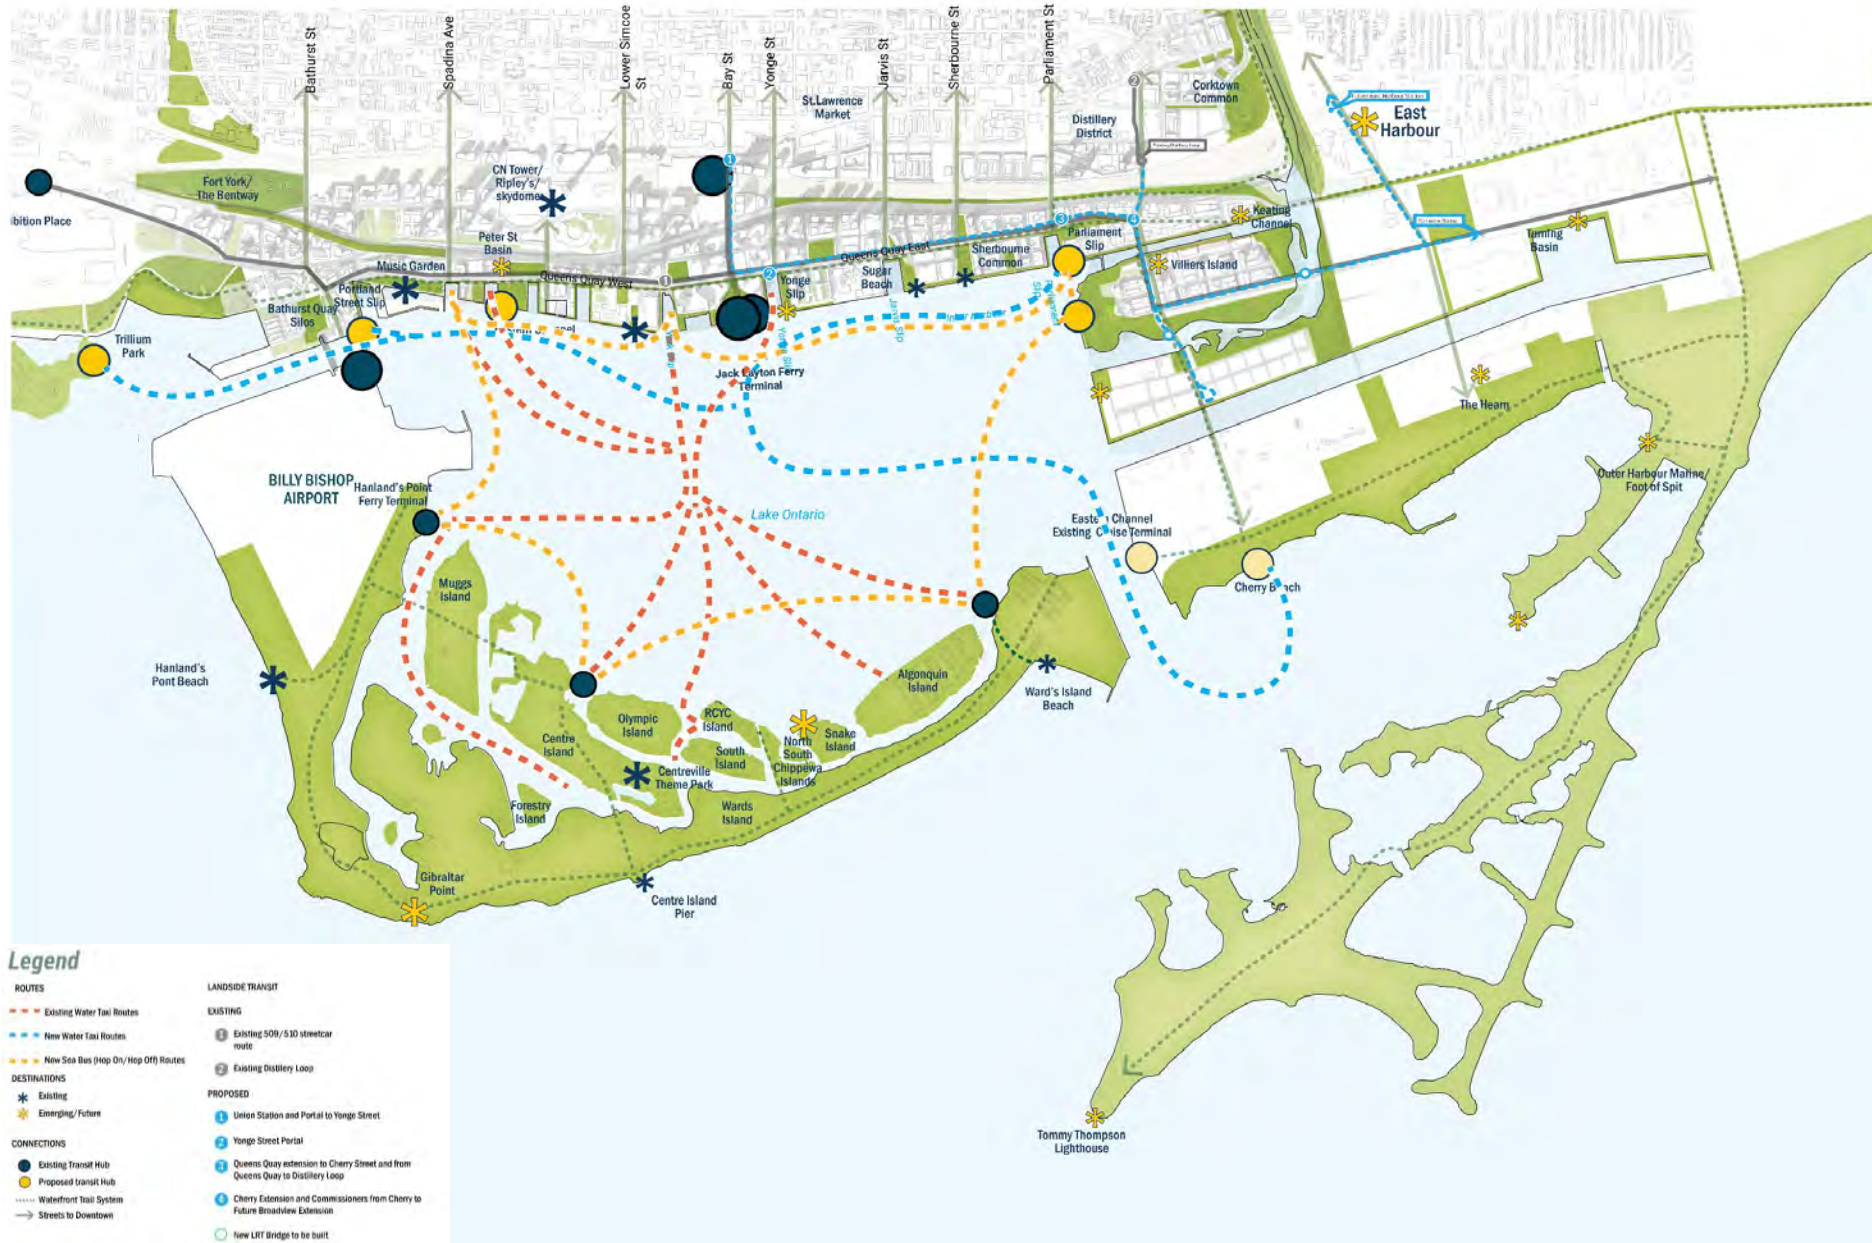 Bathurst St
Spadina Ave
Lower Simcoe
St
Bay St
Yonge St
Jarvis St
Sherbourne St
Parliament St
St.Lawrence
Market
Distillery
District
Corktown
Common
East
Harbour
CN Tower/
Ripley's/
skydome
Fort York/
The Bentway
ibition Place
Peter St
Basin
Music Garden
Queens Quay West
Queens Quay East
Portland
Street Slip
Bathurst Quay
Silos
Trillium
Park
Yonge
Slip
Sugar
Beach
Sherbourne
Common
Parliament
Slip
Keating
Channel
Villiers Island
Turning
Basin
Jarvis Slip
Jack Layton Ferry
Terminal
The Hearn
BILLY BISHOP
AIRPORT
Hanland's Point
Ferry Terminal
Lake Ontario
Existing
Terminal
Channel
Cherry
Outer Harbour Marine/
Foot of Spit
Muggs
Island
Hanland's
Pont Beach
Algonquin
Island
Ward's Island
Beach
Olympic
Island
RCYC
Island
Centre
Island
South
Island
North
South
Chippewa
Islands
Snake
Island
Centreville
Theme Park
Forestry
Island
Wards
Island
Gibraltar
Point
Centre Island
Pier
Tommy Thompson
Lighthouse
Legend
ROUTES
Existing Water Taxi Routes
New Water Taxi Routes
New Sea Bus (Hop On/Hop Off) Routes
DESTINATIONS
Existing
Emerging/Future
CONNECTIONS
Existing Transit Hub
Proposed transit Hub
Waterfront Trail System
Streets to Downtown
LANDSIDE TRANSIT
EXISTING
1 Existing 509/510 streetcar
route
2 Existing Distilery Loop
PROPOSED
1 Union Station and Portal to Yonge Street
2 Yonge Street Portal
3 Queens Quay extension to Cherry Street and from
Queens Quay to Distillery Loop
4 Cherry Extension and Commissioners from Cherry to
Future Broadview Extension
New LRT Bridge to be built